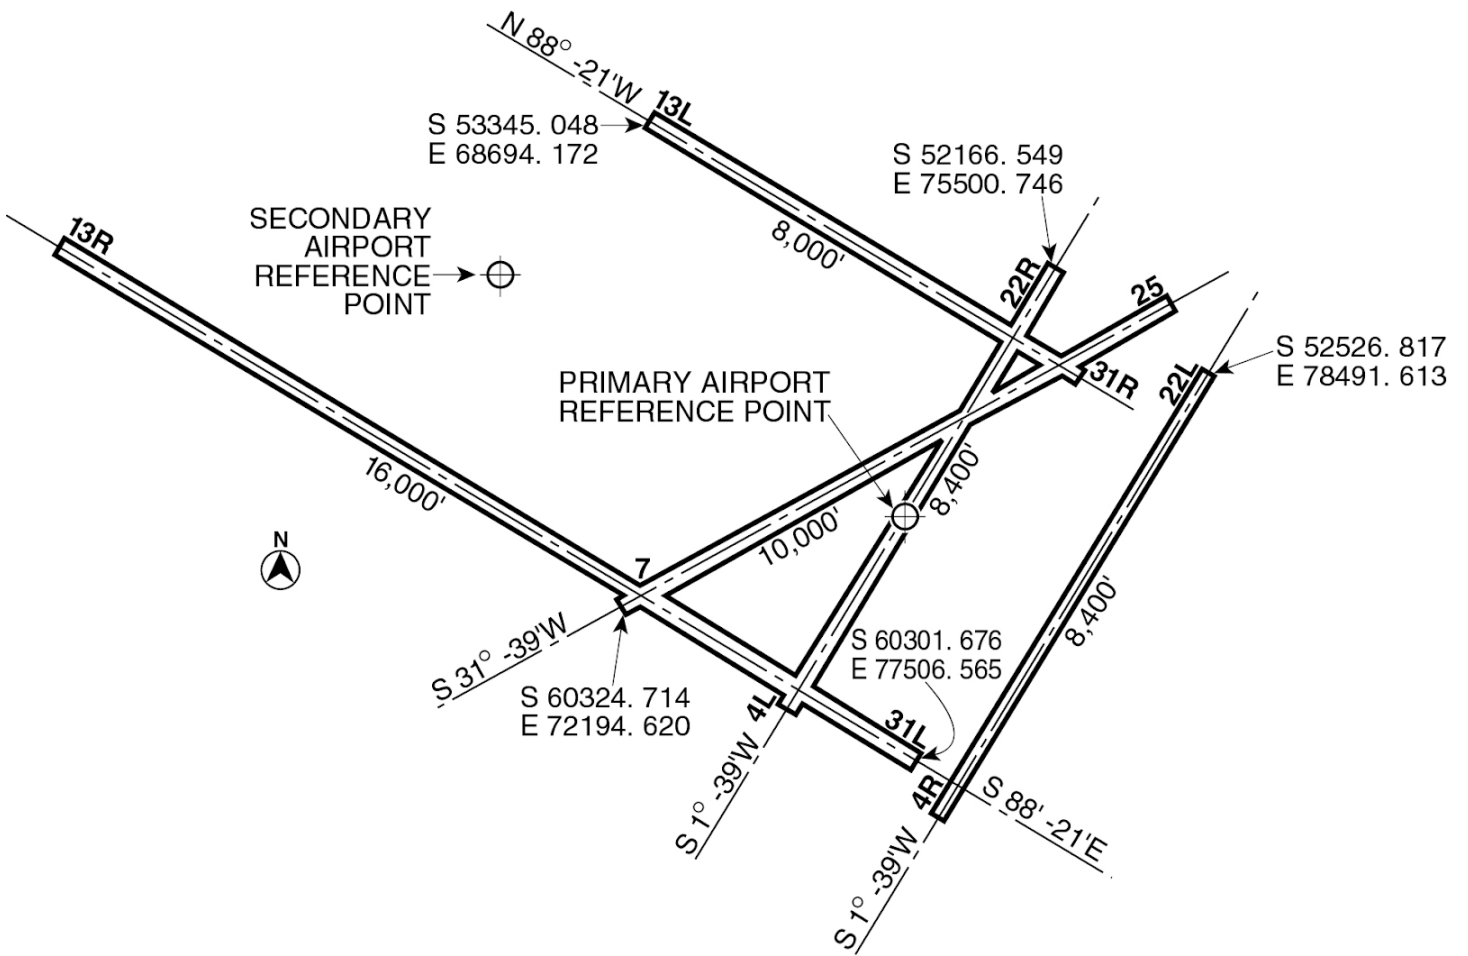 N 88° -21'W
13L
S 53345. 048
E 68694. 172
S 52166. 549
E 75500. 746
13R
SECONDARY
AIRPORT
REFERENCE
POINT
8,000'
22R
25
S 52526. 817
E 78491. 613
31R
22L
PRIMARY AIRPORT
REFERENCE POINT
16,000'
8,400'
10,000'
N
7
8,400'
S 31° -39'W
S 60301. 676
E 77506. 565
S 60324. 714
E 72194. 620
4L
31L
S 1° -39'W
4R
S 88' -21'E
S 1° -39'W